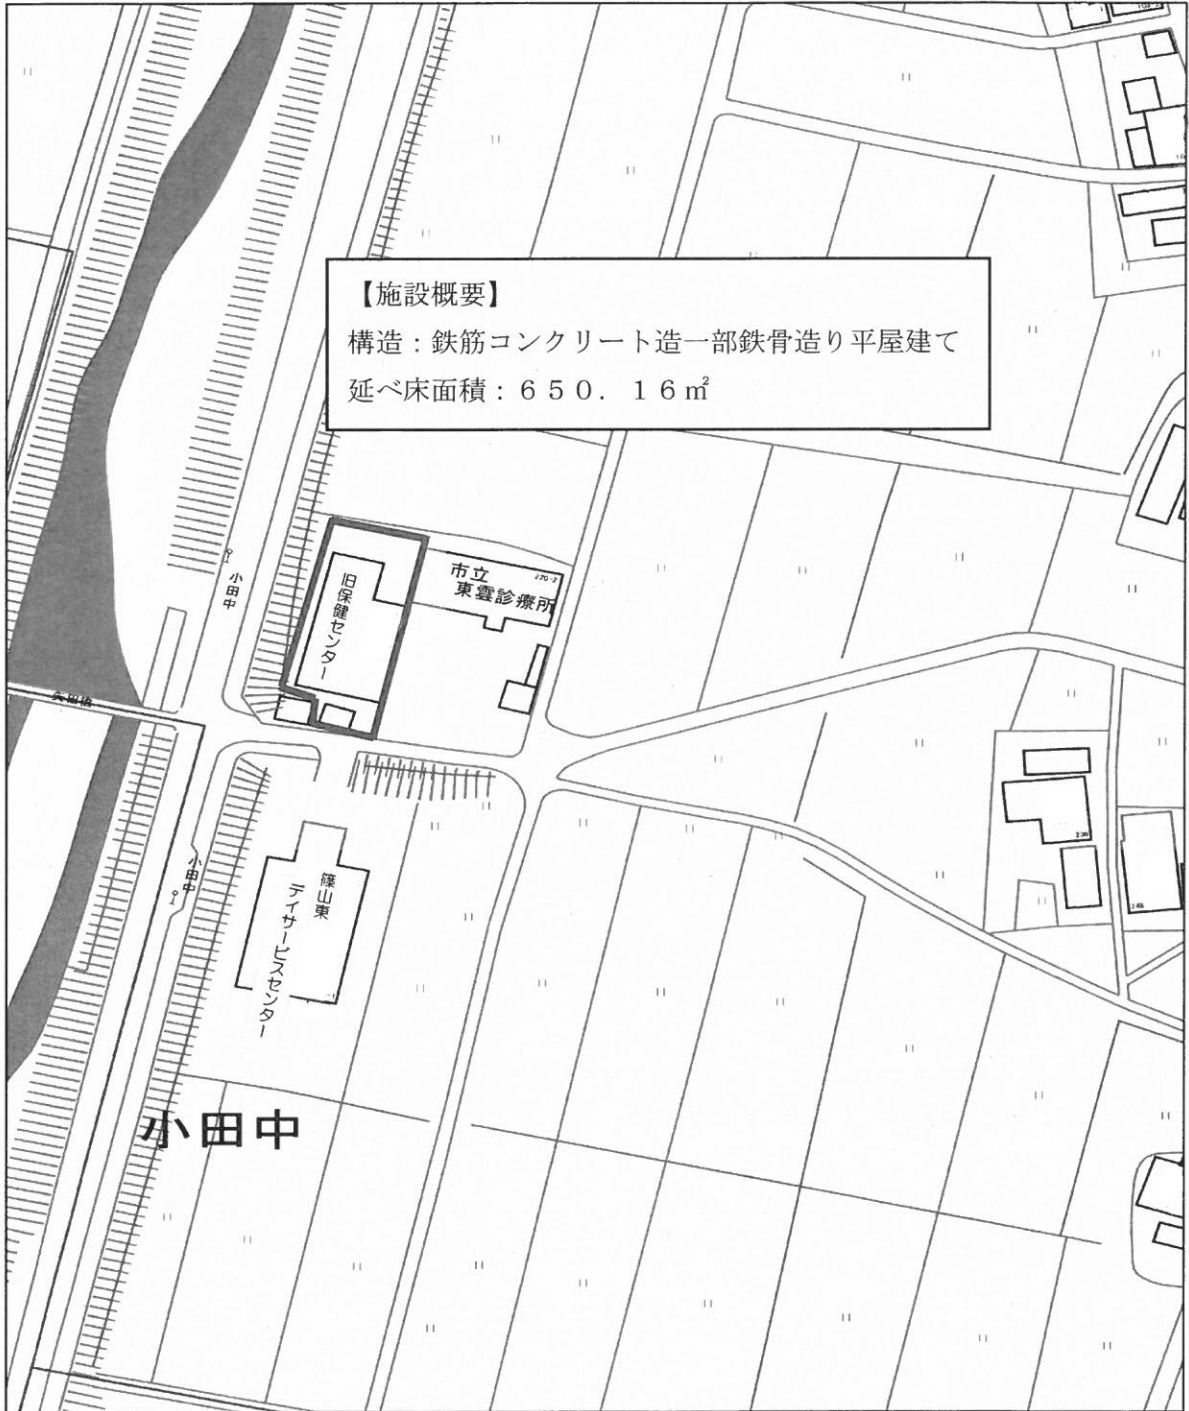 【施設概要】
構造：鉄筋コンクリート造一部鉄骨造り平屋建て
延べ床面積：６５０．１６㎡
小田中
旧保健センター
市立
東雲診療所
270-2
小田中
篠山東
デイサービスセンター
小田中
236
248